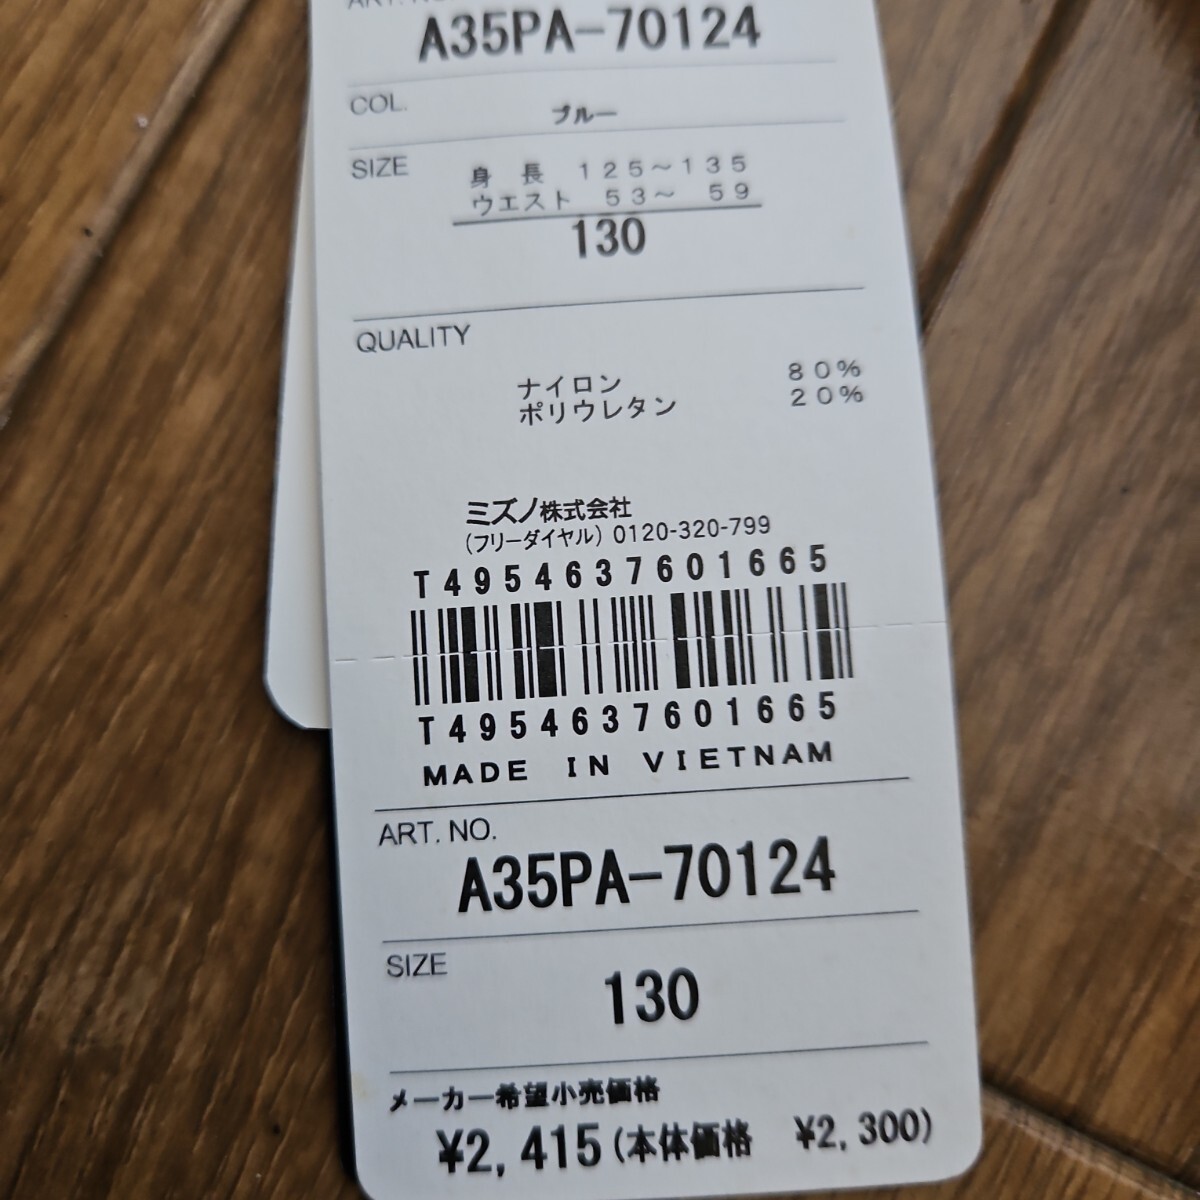 ART. NO.
A35PA-70124
COL.
ブルー
SIZE
身 長 125～135
ウエスト 53～ 59
130
QUALITY
ナイロン 80%
ポリウレタン 20%
ミズノ株式会社
(フリーダイヤル) 0120-320-799
T4954637601665
T4954637601665
MADE IN VIETNAM
ART. NO.
A35PA-70124
SIZE
130
メーカー希望小売価格
¥2,415(本体価格 ¥2,300)